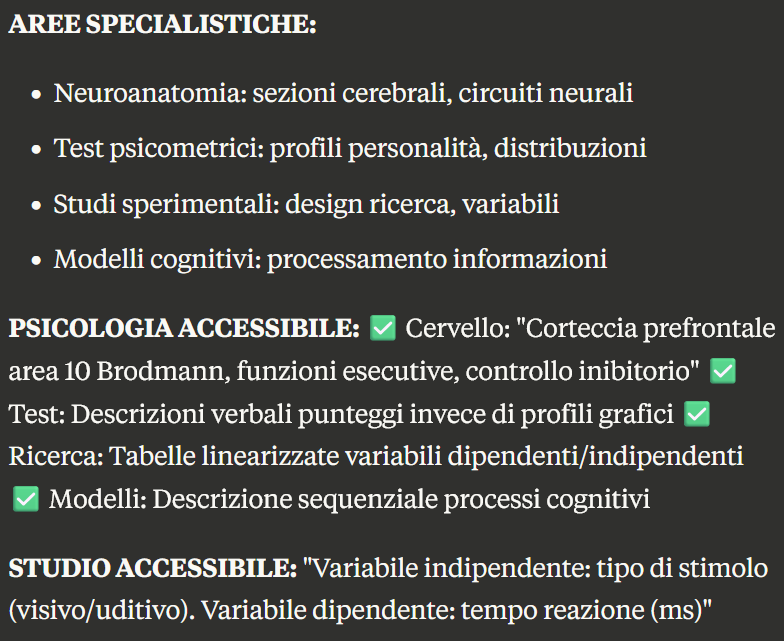 AREE SPECIALISTICHE:
• Neuroanatomia: sezioni cerebrali, circuiti neurali
• Test psicometrici: profili personalità, distribuzioni
• Studi sperimentali: design ricerca, variabili
• Modelli cognitivi: processamento informazioni
PSICOLOGIA ACCESSIBILE: ✅ Cervello: "Corteccia prefrontale
area 10 Brodmann, funzioni esecutive, controllo inibitorio" ✅
Test: Descrizioni verbali punteggi invece di profili grafici ✅
Ricerca: Tabelle linearizzate variabili dipendenti/indipendenti
✅ Modelli: Descrizione sequenziale processi cognitivi
STUDIO ACCESSIBILE: "Variabile indipendente: tipo di stimolo
(visivo/uditivo). Variabile dipendente: tempo reazione (ms)"